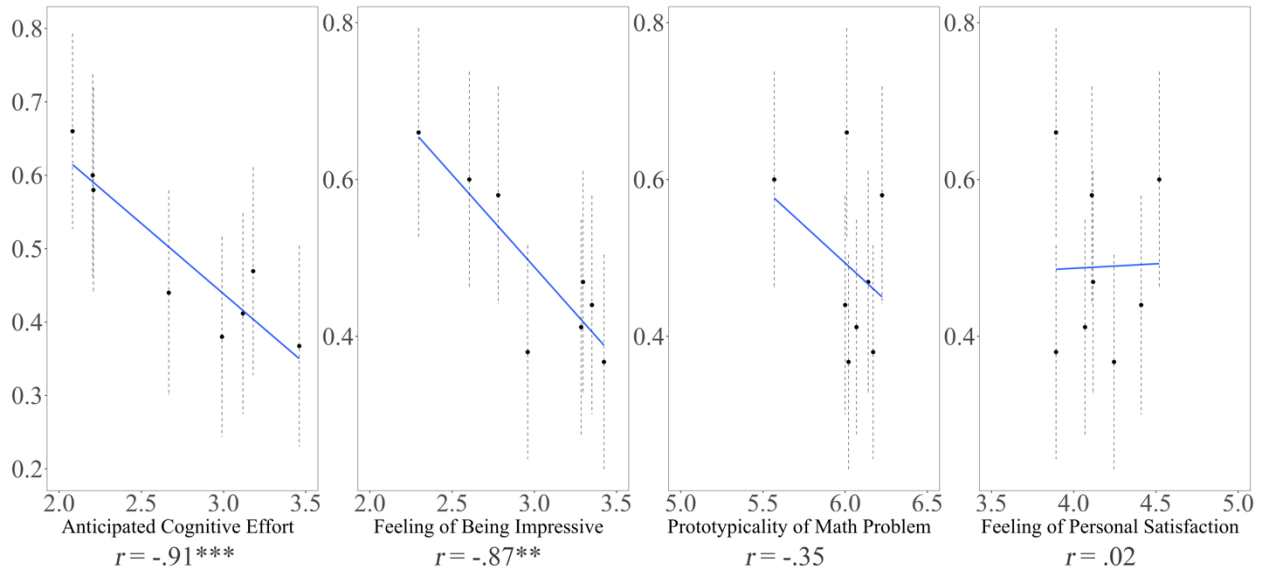 0.8
0.7
0.6
0.5
0.4
0.3
0.2
2.0 2.5 3.0 3.5
Anticipated Cognitive Effort
r = -.91***
0.8
0.6
0.4
2.0 2.5 3.0 3.5
Feeling of Being Impressive
r = -.87**
0.8
0.6
0.4
5.0 5.5 6.0 6.5
Prototypicality of Math Problem
r = -.35
0.8
0.6
0.4
3.5 4.0 4.5 5.0
Feeling of Personal Satisfaction
r = .02